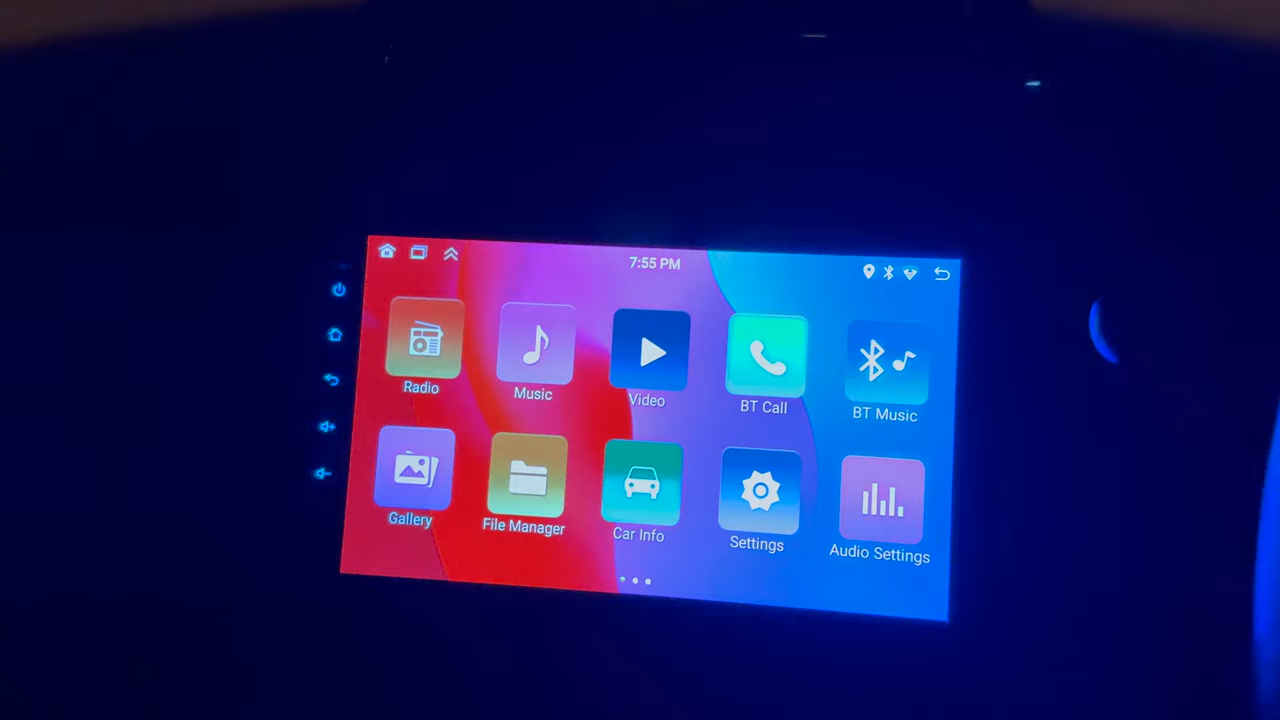 7:55 PM
Radio
Music
Video
BT Call
BT Music
Gallery
File Manager
Car Info
Settings
Audio Settings